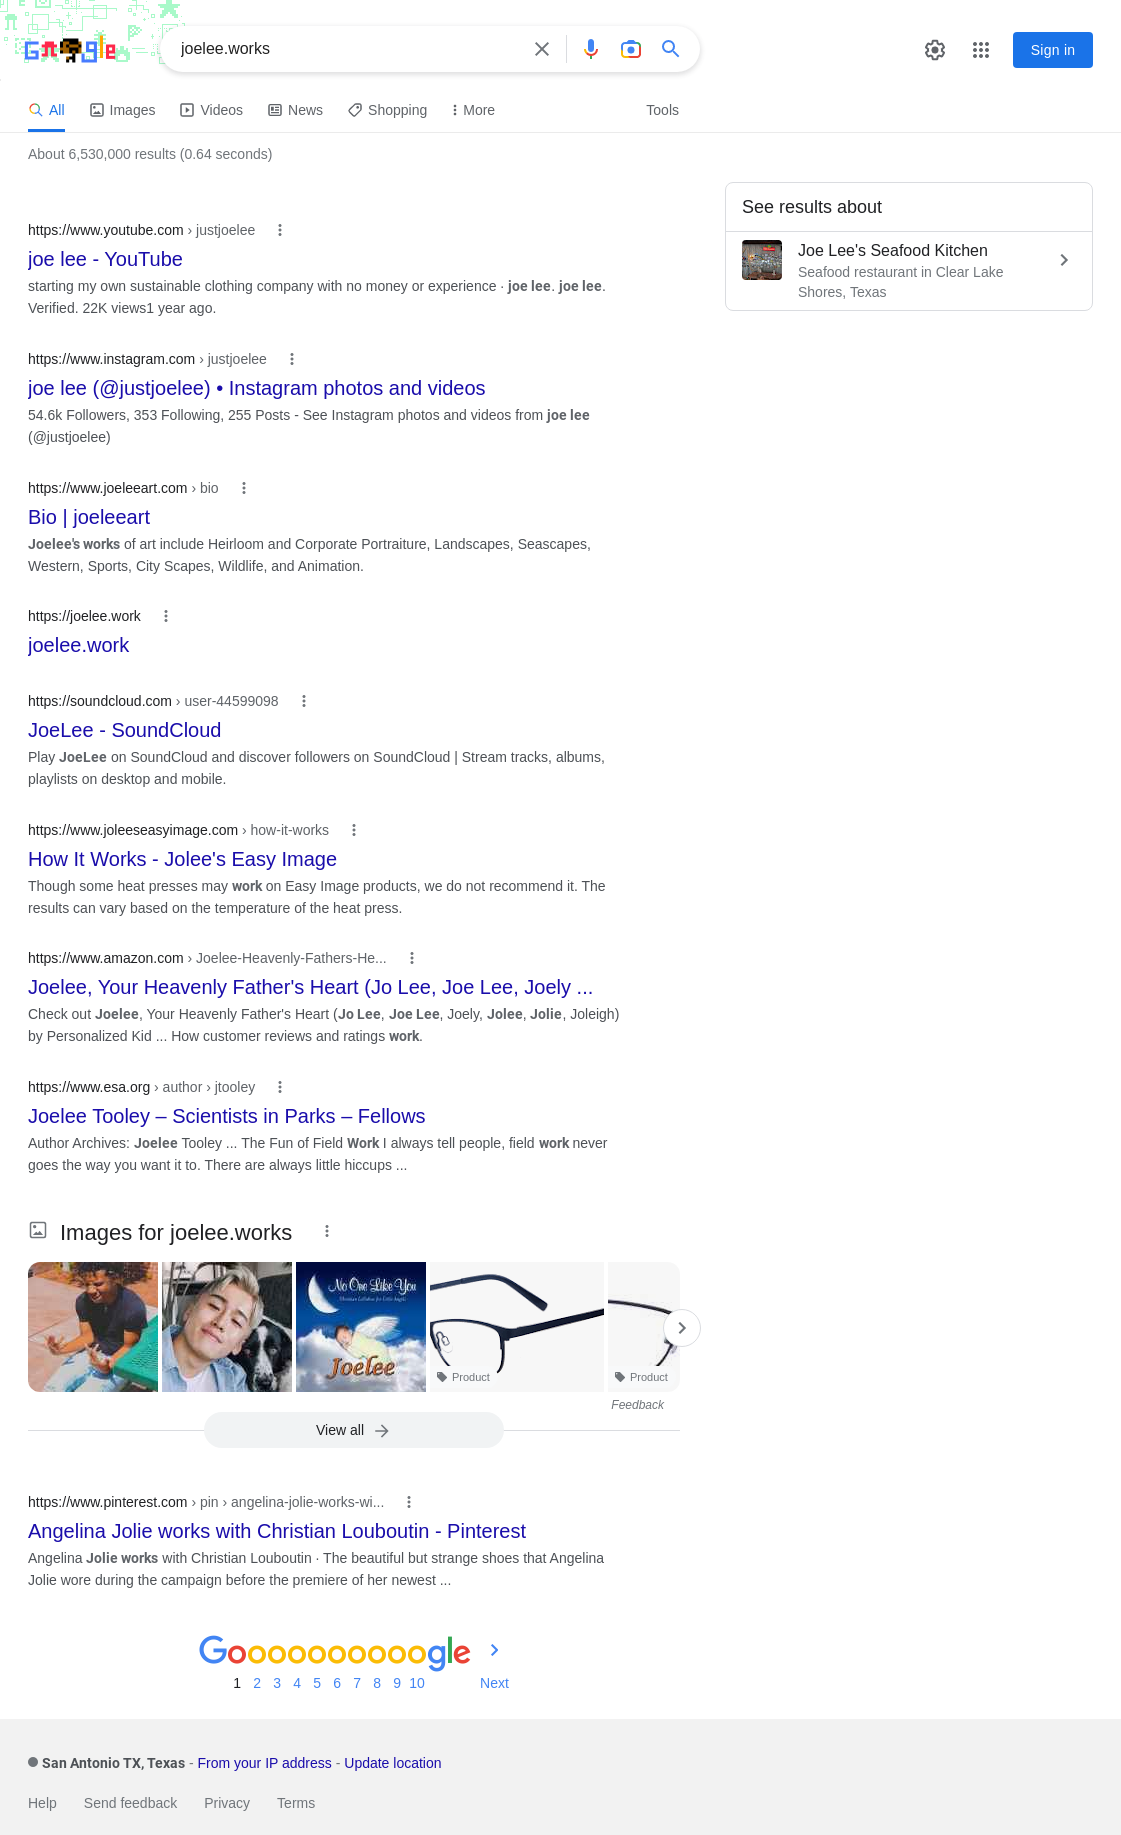 Google
joelee.works
Sign in
All
Images
Videos
News
Shopping
More
Tools
About 6,530,000 results (0.64 seconds)
See results about
Joe Lee's Seafood Kitchen
Seafood restaurant in Clear Lake
Shores, Texas
https://www.youtube.com › justjoelee
joe lee - YouTube
starting my own sustainable clothing company with no money or experience · joe lee. joe lee.
Verified. 22K views1 year ago.
https://www.instagram.com › justjoelee
joe lee (@justjoelee) • Instagram photos and videos
54.6k Followers, 353 Following, 255 Posts - See Instagram photos and videos from joe lee
(@justjoelee)
https://www.joeleeart.com › bio
Bio | joeleeart
Joelee's works of art include Heirloom and Corporate Portraiture, Landscapes, Seascapes,
Western, Sports, City Scapes, Wildlife, and Animation.
https://joelee.work
joelee.work
https://soundcloud.com › user-44599098
JoeLee - SoundCloud
Play JoeLee on SoundCloud and discover followers on SoundCloud | Stream tracks, albums,
playlists on desktop and mobile.
https://www.joleeseasyimage.com › how-it-works
How It Works - Jolee's Easy Image
Though some heat presses may work on Easy Image products, we do not recommend it. The
results can vary based on the temperature of the heat press.
https://www.amazon.com › Joelee-Heavenly-Fathers-He...
Joelee, Your Heavenly Father's Heart (Jo Lee, Joe Lee, Joely ...
Check out Joelee, Your Heavenly Father's Heart (Jo Lee, Joe Lee, Joely, Jolee, Jolie, Joleigh)
by Personalized Kid ... How customer reviews and ratings work.
https://www.esa.org › author › jtooley
Joelee Tooley – Scientists in Parks – Fellows
Author Archives: Joelee Tooley ... The Fun of Field Work I always tell people, field work never
goes the way you want it to. There are always little hiccups ...
Images for joelee.works
No One Like You
Joelee
Product
Product
Feedback
View all
https://www.pinterest.com › pin › angelina-jolie-works-wi...
Angelina Jolie works with Christian Louboutin - Pinterest
Angelina Jolie works with Christian Louboutin · The beautiful but strange shoes that Angelina
Jolie wore during the campaign before the premiere of her newest ...
Goooooooooogle
1 2 3 4 5 6 7 8 9 10 Next
San Antonio TX, Texas - From your IP address - Update location
Help Send feedback Privacy Terms